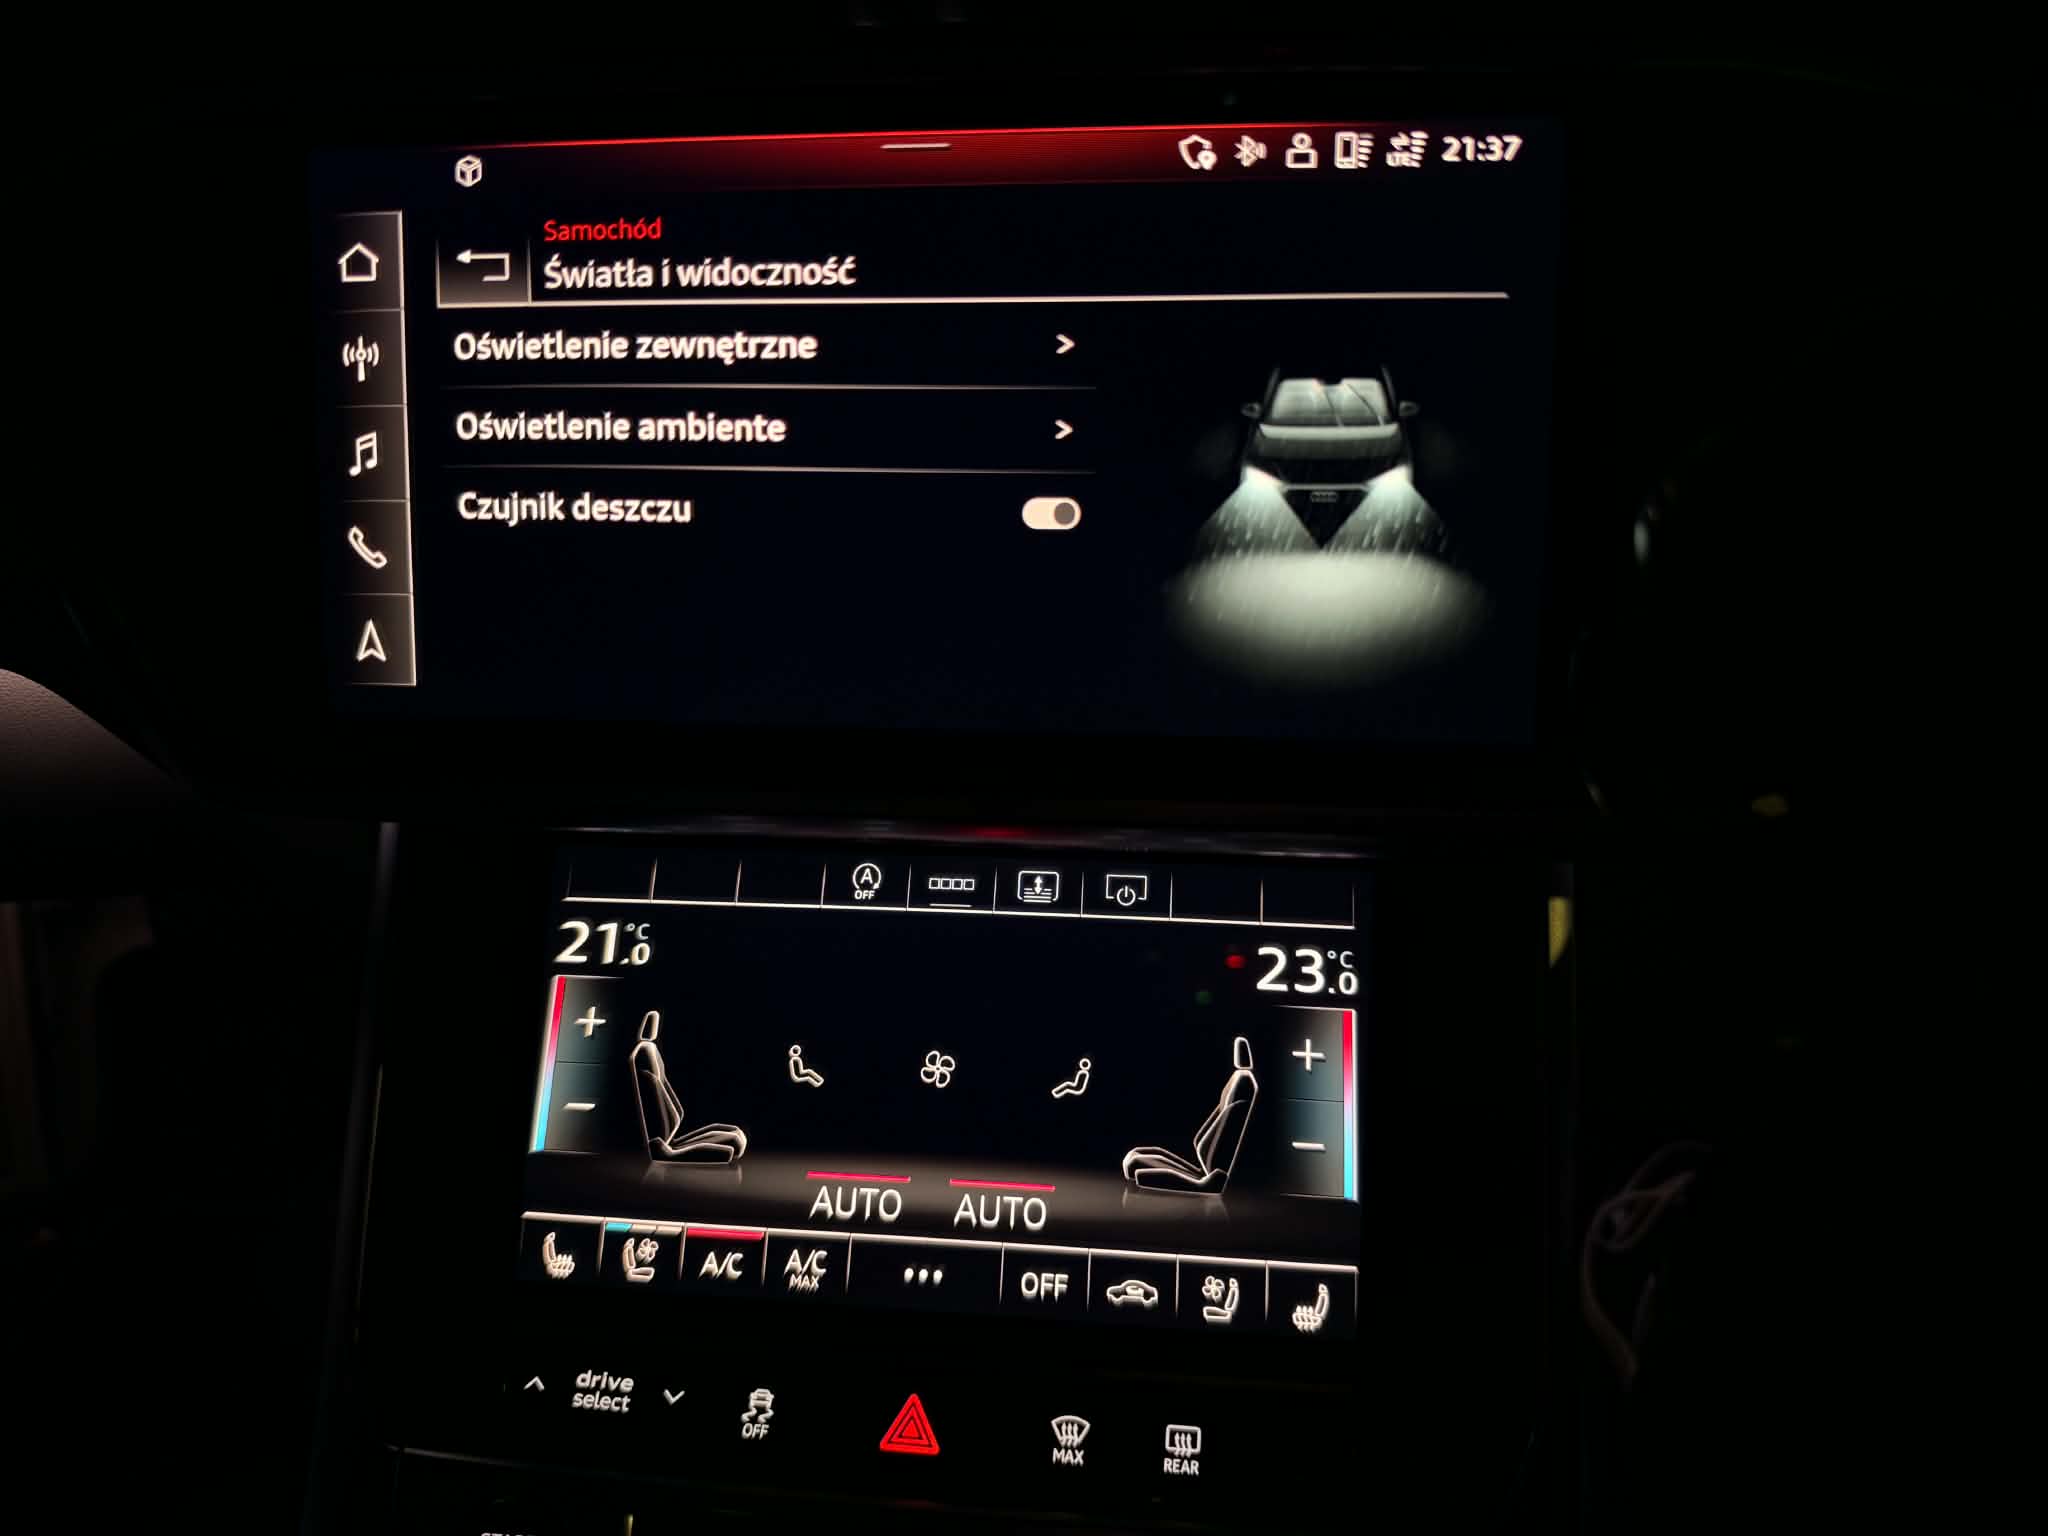 21:37
LTE
Samochód
Światła i widoczność
Oświetlenie zewnętrzne
Oświetlenie ambiente
Czujnik deszczu
A
OFF
21.0 °C
23.0 °C
+
+
−
−
AUTO AUTO
A/C
A/C MAX
OFF
drive select
OFF
MAX
REAR